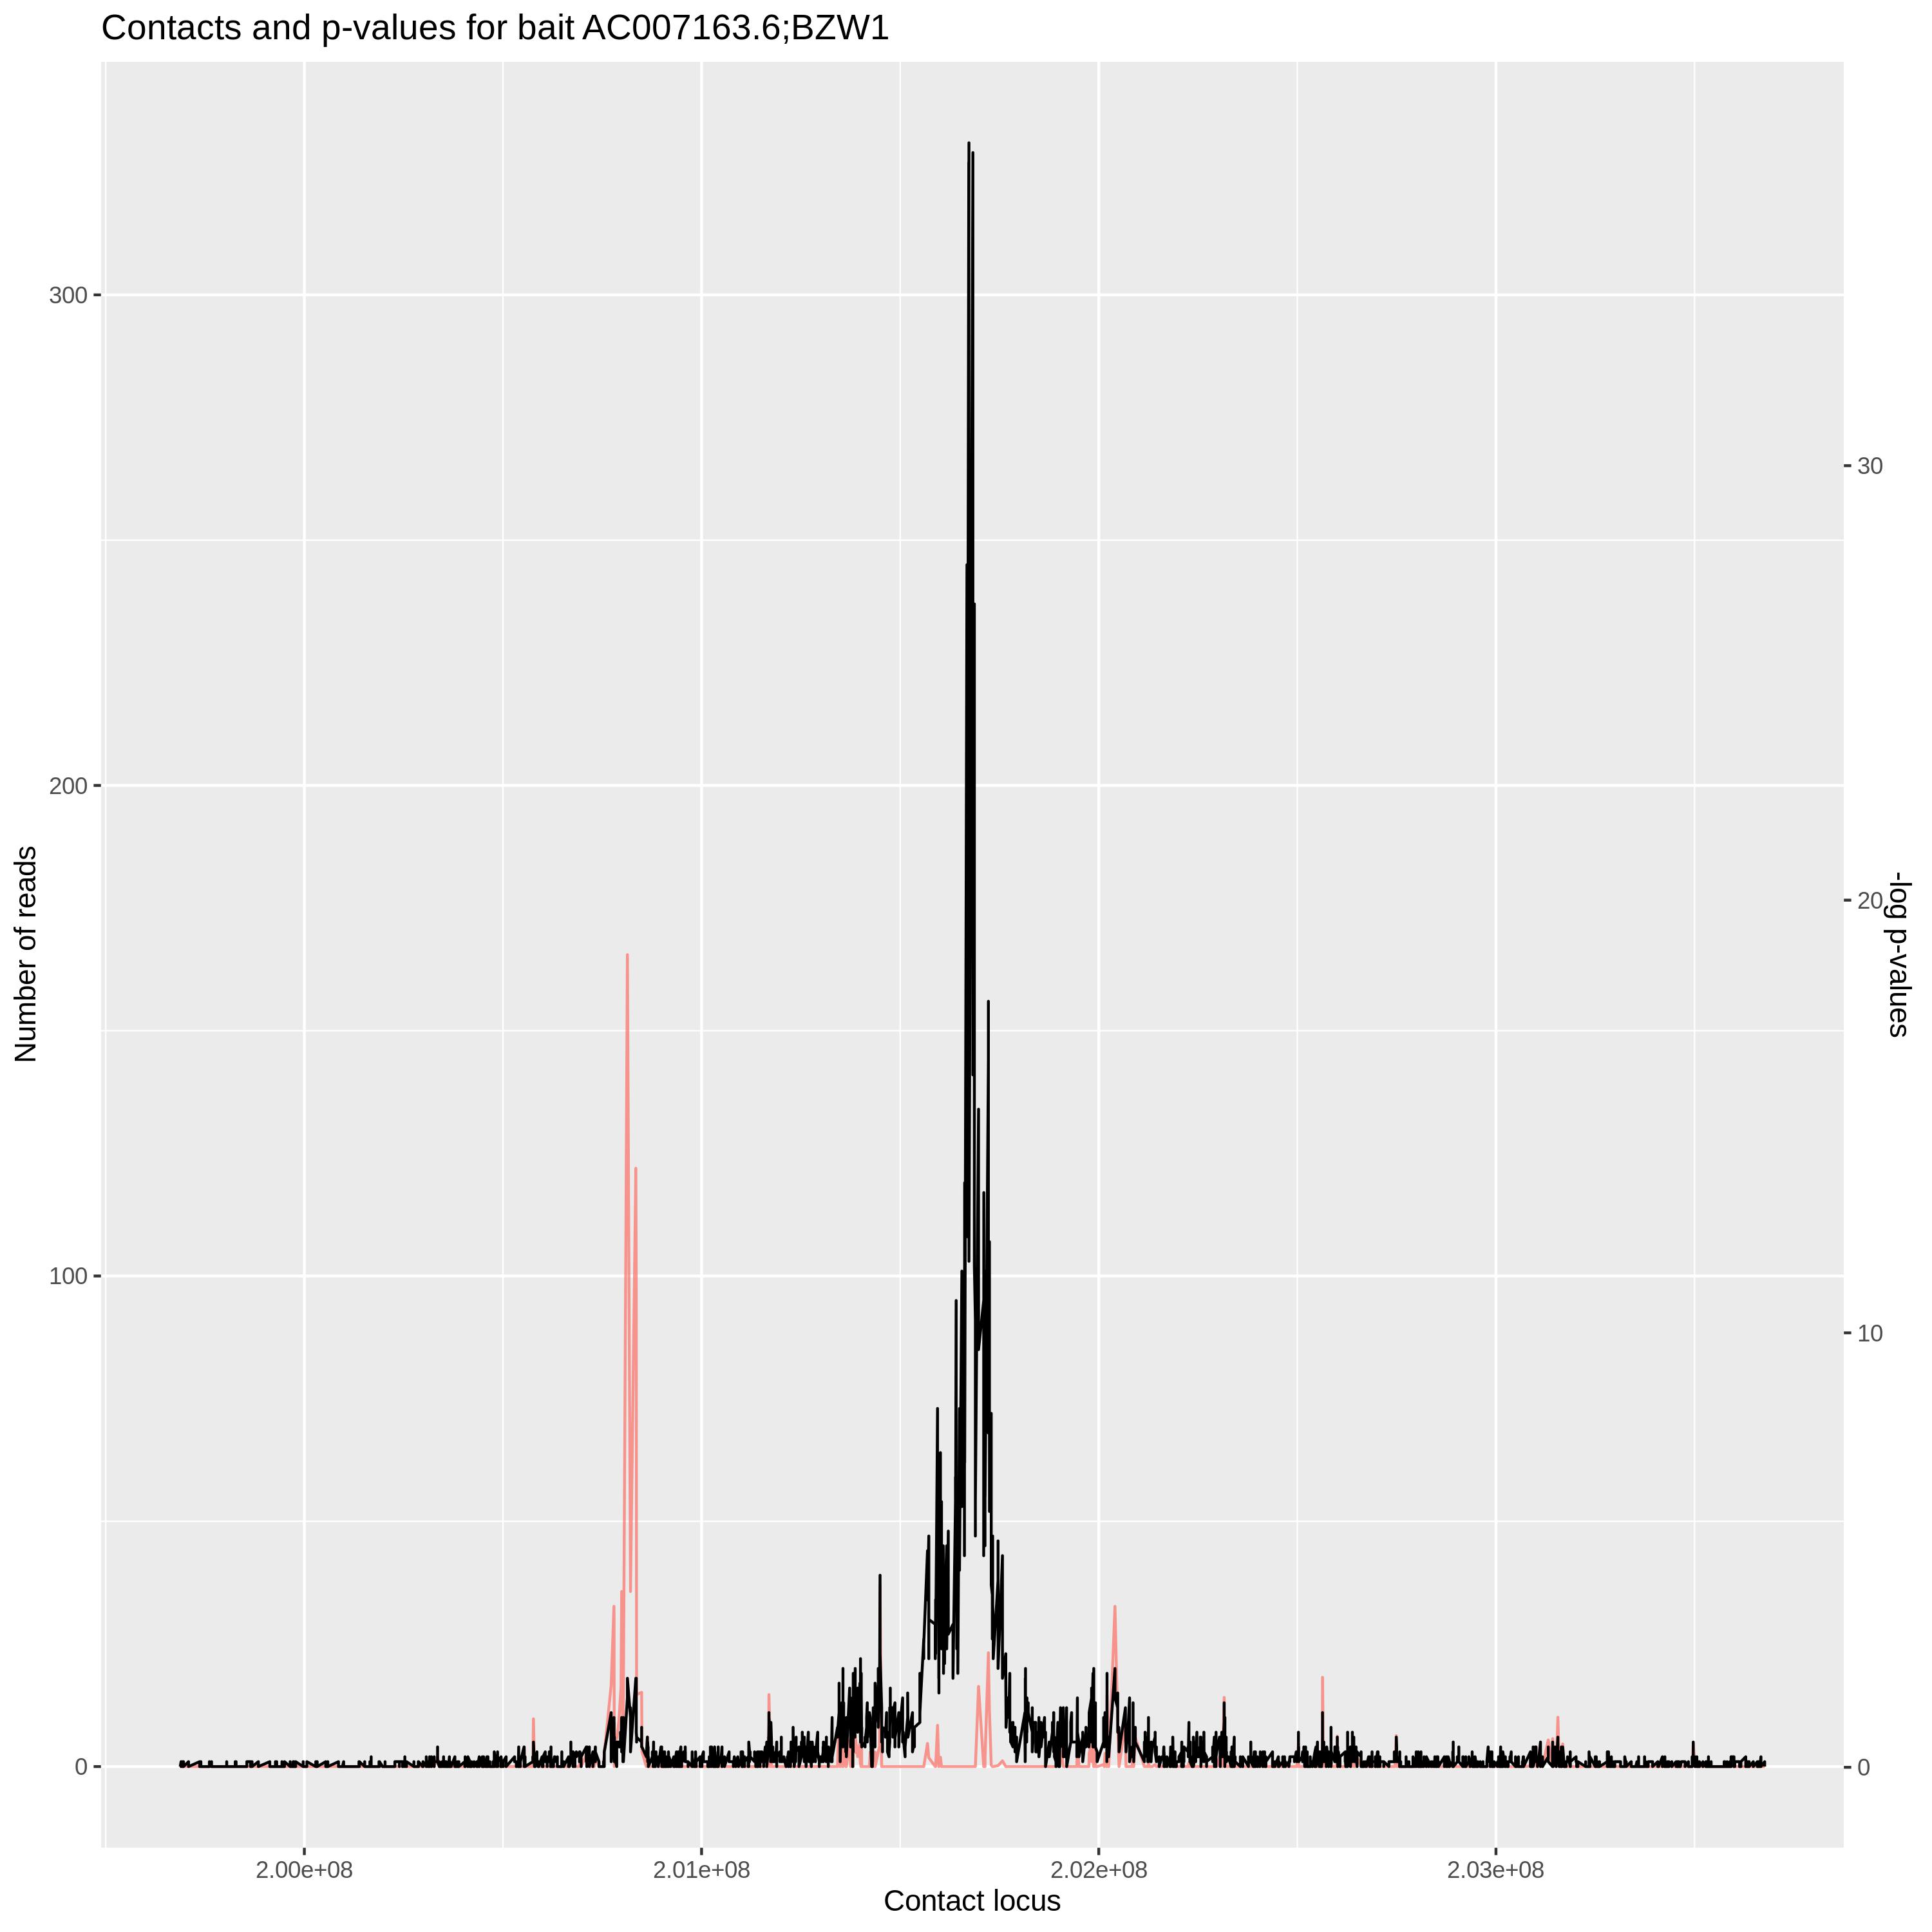 Contacts and p-values for bait AC007163.6;BZW1
Number of reads
300
200
100
0
30
20
10
0
-log p-values
2.00e+08 2.01e+08 2.02e+08 2.03e+08
Contact locus